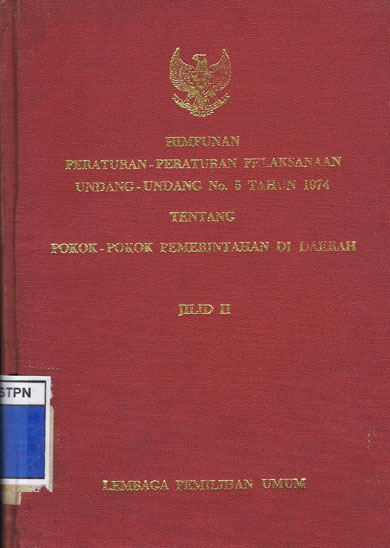 HIMPUNAN
PERATURAN-PERATURAN PELAKSANAAN
UNDANG-UNDANG No. 5 TAHUN 1974
TENTANG
POKOK-POKOK PEMERINTAHAN DI DAERAH
JILID II
STPN
LEMBAGA PEMILIHAN UMUM